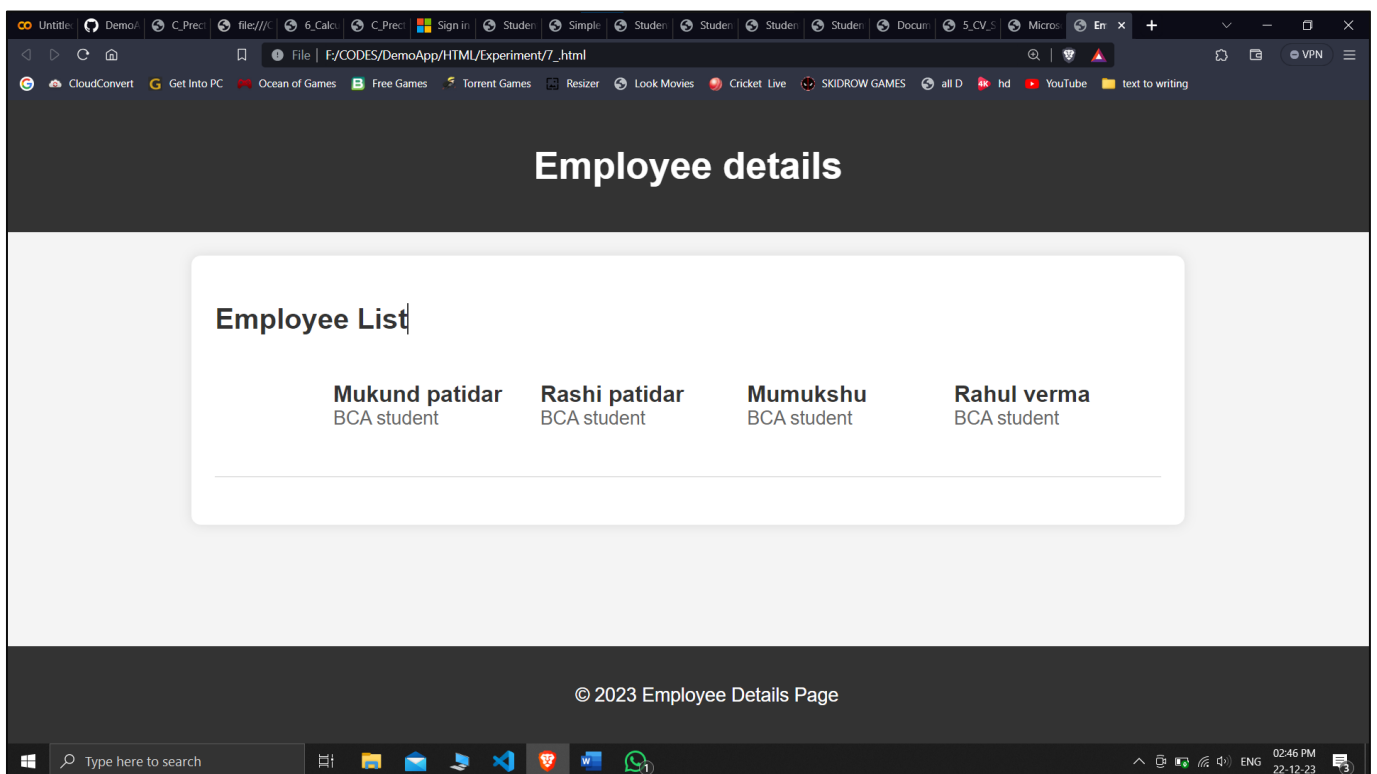 Untitle DemoA C_Prect file:///C 6_Calcu C_Prect Sign in Studen Simple Studen Studen Studen Studen Docum 5_CV_S Micros Em
File F:/CODES/DemoApp/HTML/Experiment/7_.html VPN
CloudConvert Get Into PC Ocean of Games Free Games Torrent Games Resizer Look Movies Cricket Live SKIDROW GAMES all D hd YouTube text to writing
Employee details
Employee List
Mukund patidar Rashi patidar Mumukshu Rahul verma
BCA student BCA student BCA student BCA student
© 2023 Employee Details Page
Type here to search ENG 02:46 PM
22-12-23 3